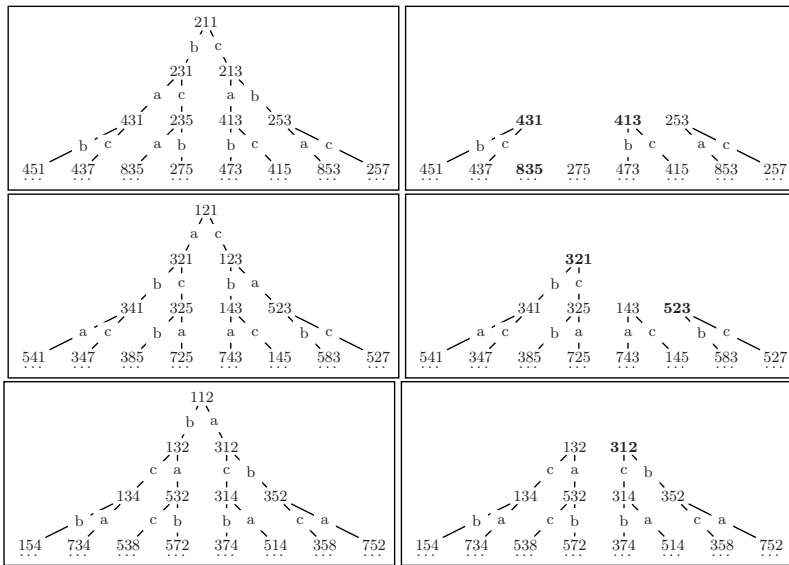 211
b c
231 213
a c a b
431 235 413 253
b c a b b c a c
451 437 835 275 473 415 853 257
... ... ... ... ... ... ... ...
431 413 253
b c b c a c
451 437 835 275 473 415 853 257
... ... ... ... ... ... ... ...
121
a c
321 123
b c b a
341 325 143 523
a c b a a c b c
541 347 385 725 743 145 583 527
... ... ... ... ... ... ... ...
321
b c
341 325 143 523
a c b a a c b c
541 347 385 725 743 145 583 527
... ... ... ... ... ... ... ...
112
b a
132 312
c a c b
134 532 314 352
b a c b b a c a
154 734 538 572 374 514 358 752
... ... ... ... ... ... ... ...
132 312
c a c b
134 532 314 352
b a c b b a c a
154 734 538 572 374 514 358 752
... ... ... ... ... ... ... ...